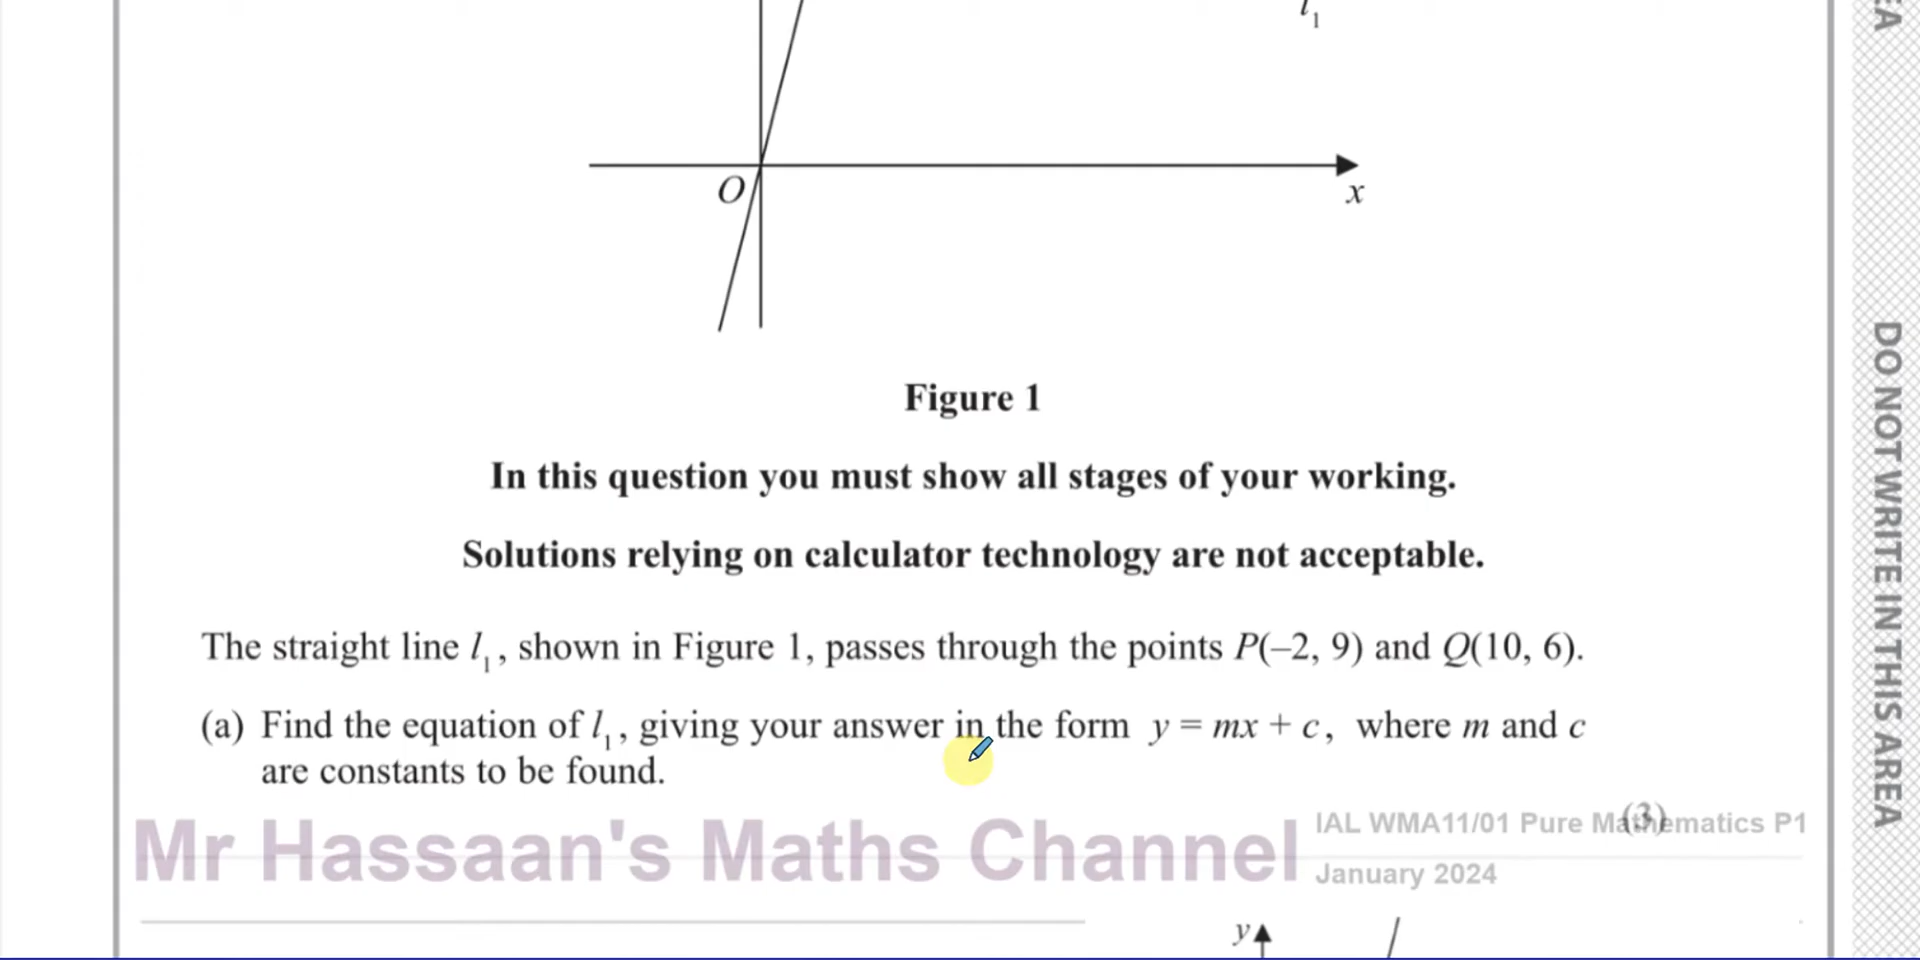 l1
O
x
Figure 1
In this question you must show all stages of your working.
Solutions relying on calculator technology are not acceptable.
The straight line l1, shown in Figure 1, passes through the points P(–2, 9) and Q(10, 6).
(a) Find the equation of l1, giving your answer in the form y = mx + c, where m and c
are constants to be found.
(3)
Mr Hassaan's Maths Channel
IAL WMA11/01 Pure Mathematics P1
January 2024
y
EA
DO NOT WRITE IN THIS AREA